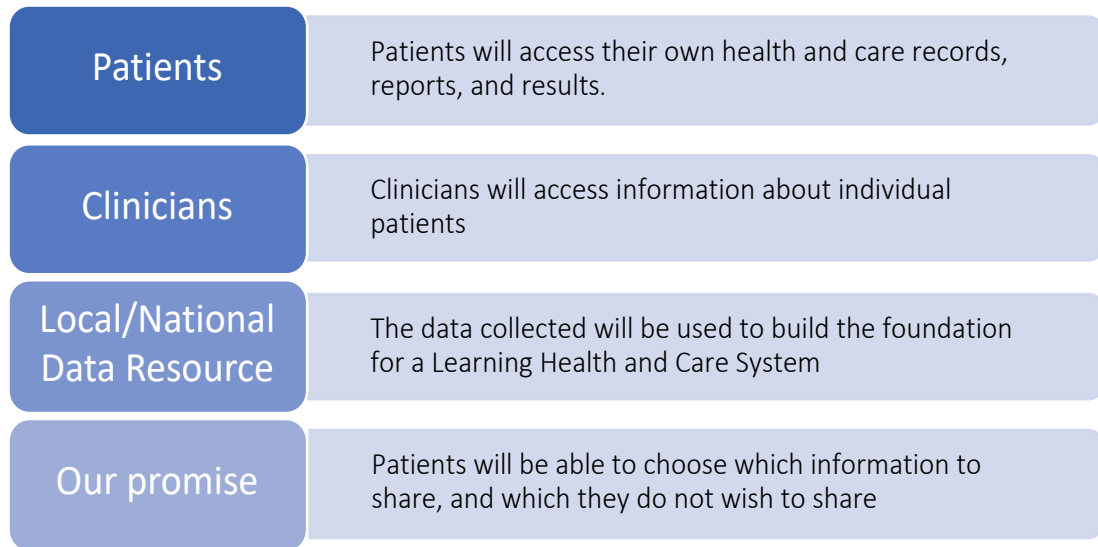 Patients
Patients will access their own health and care records,
reports, and results.
Clinicians
Clinicians will access information about individual
patients
Local/National
Data Resource
The data collected will be used to build the foundation
for a Learning Health and Care System
Our promise
Patients will be able to choose which information to
share, and which they do not wish to share